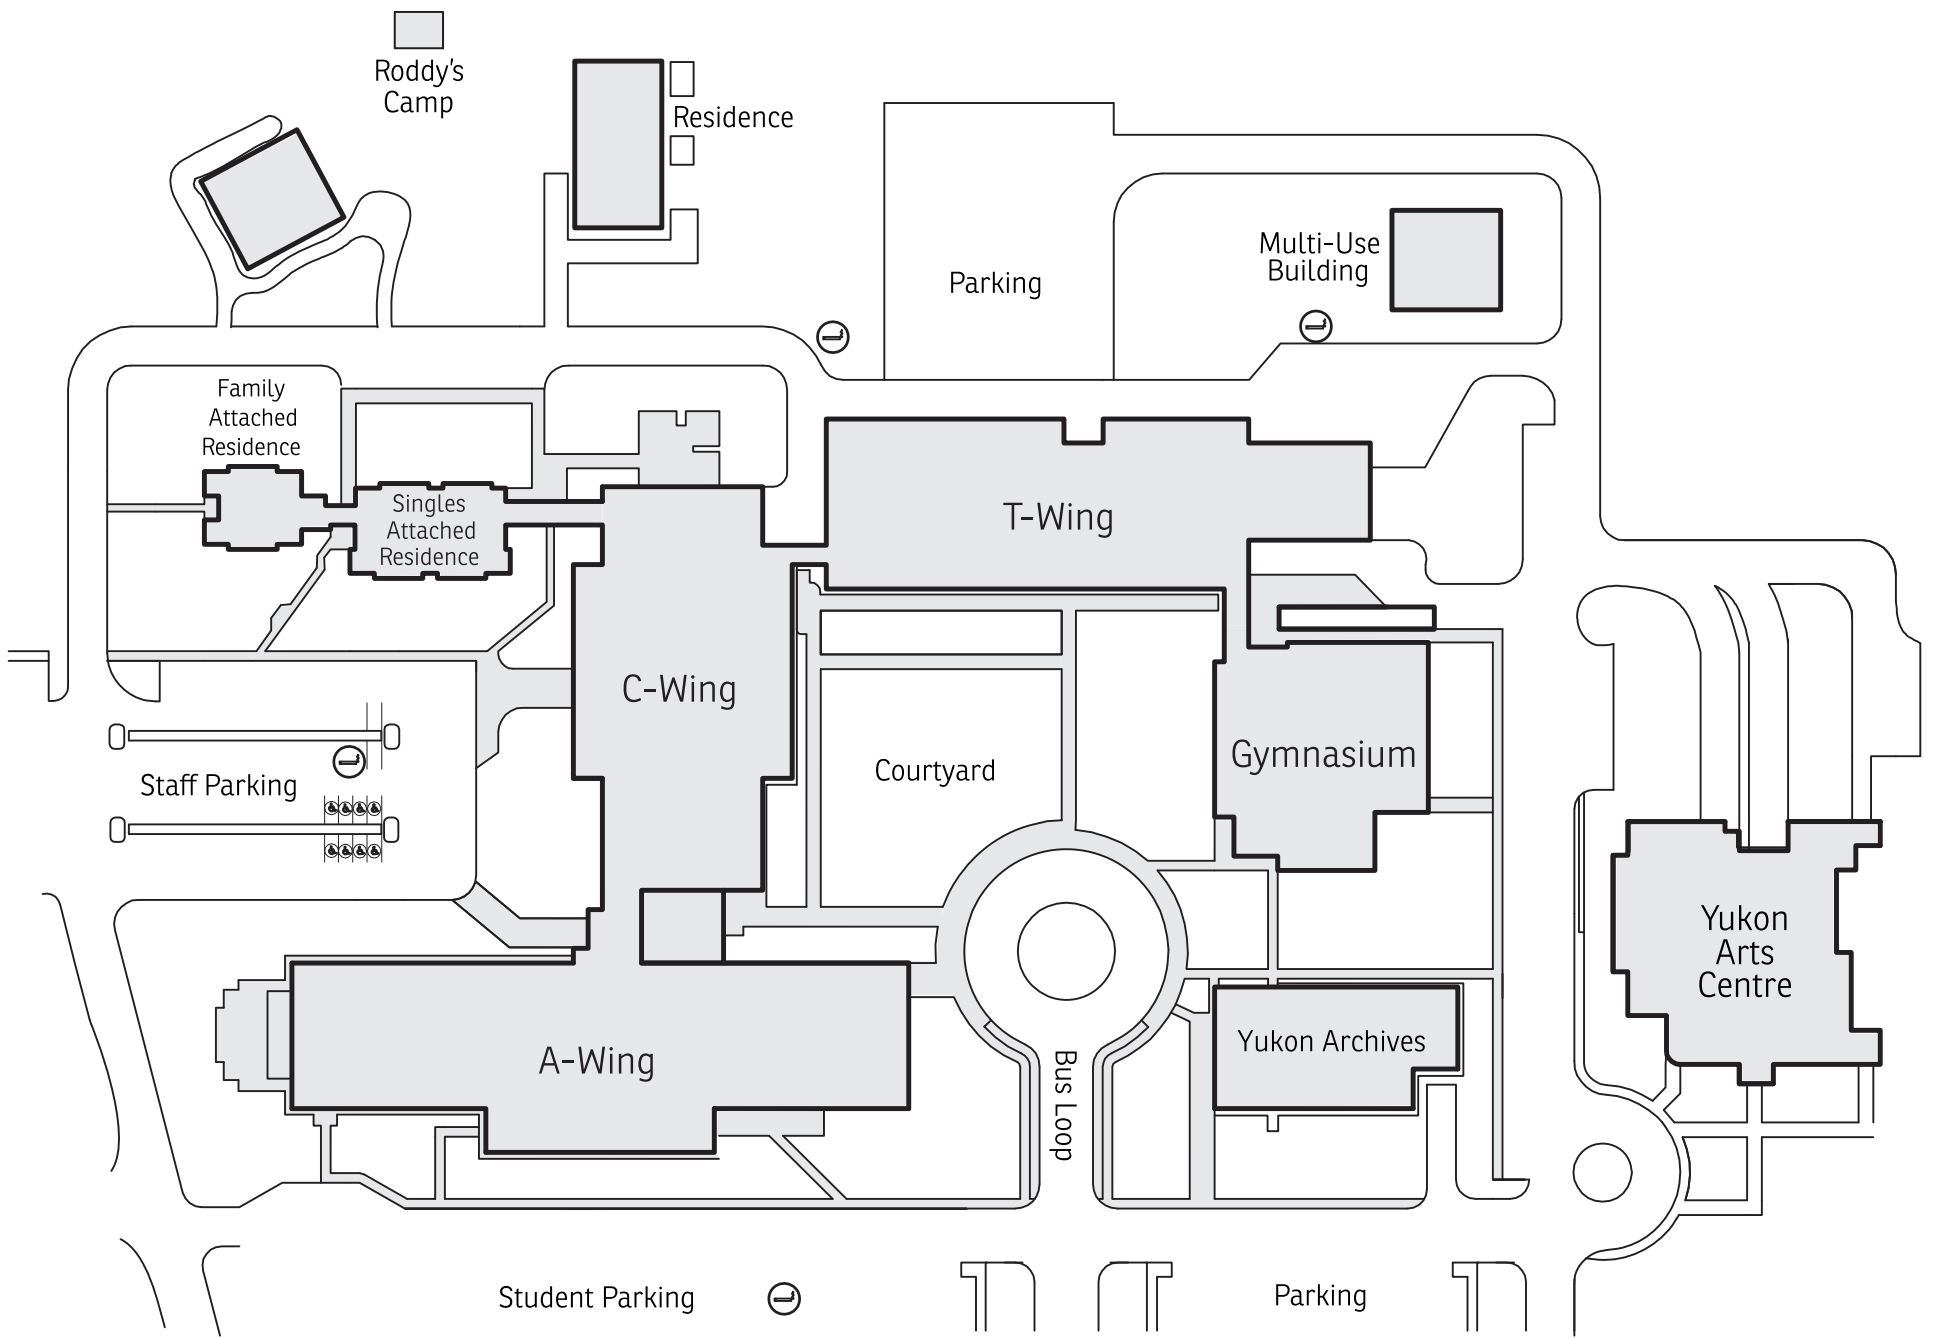 Roddy's
Camp
Residence
Multi-Use
Building
Parking
Family
Attached
Residence
Singles
Attached
Residence
T-Wing
C-Wing
Gymnasium
Courtyard
Staff Parking
Yukon
Arts
Centre
Yukon Archives
A-Wing
Bus Loop
Student Parking
Parking